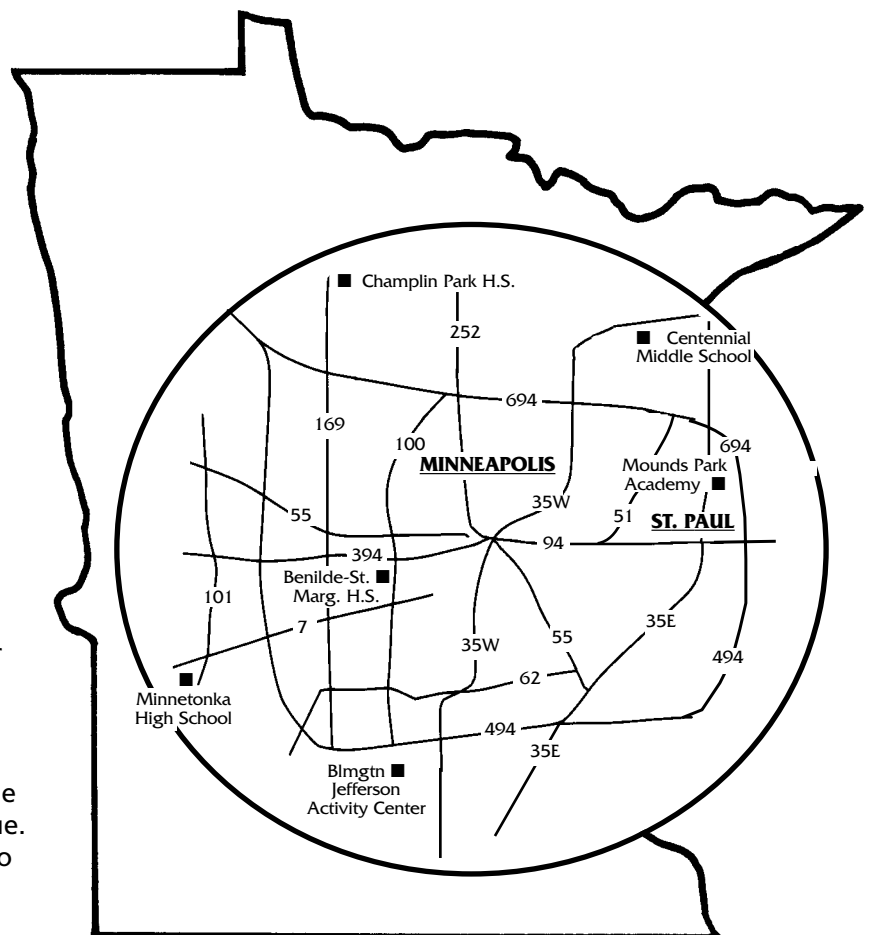 Champlin Park H.S.
252
Centennial
Middle School
694
169
100
694
MINNEAPOLIS
Mounds Park
Academy
35W
51
ST. PAUL
55
94
394
Benilde-St.
Marg. H.S.
101
7
35W
55
35E
62
494
Minnetonka
High School
494
35E
Blmgtn
Jefferson
Activity Center
e
ue.
o